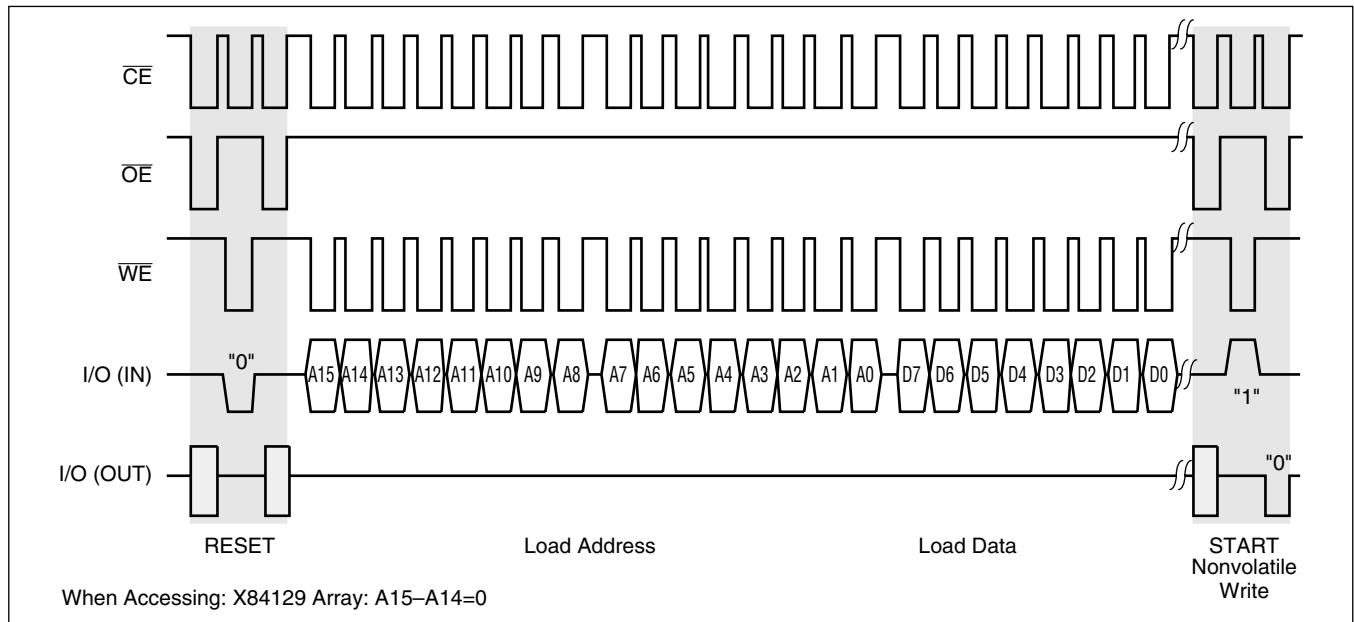 CE
OE
WE
I/O (IN)
"0"
A15 A14 A13 A12 A11 A10 A9 A8 A7 A6 A5 A4 A3 A2 A1 A0 D7 D6 D5 D4 D3 D2 D1 D0
"1"
I/O (OUT)
"0"
RESET
Load Address
Load Data
START
Nonvolatile
Write
When Accessing: X84129 Array: A15–A14=0